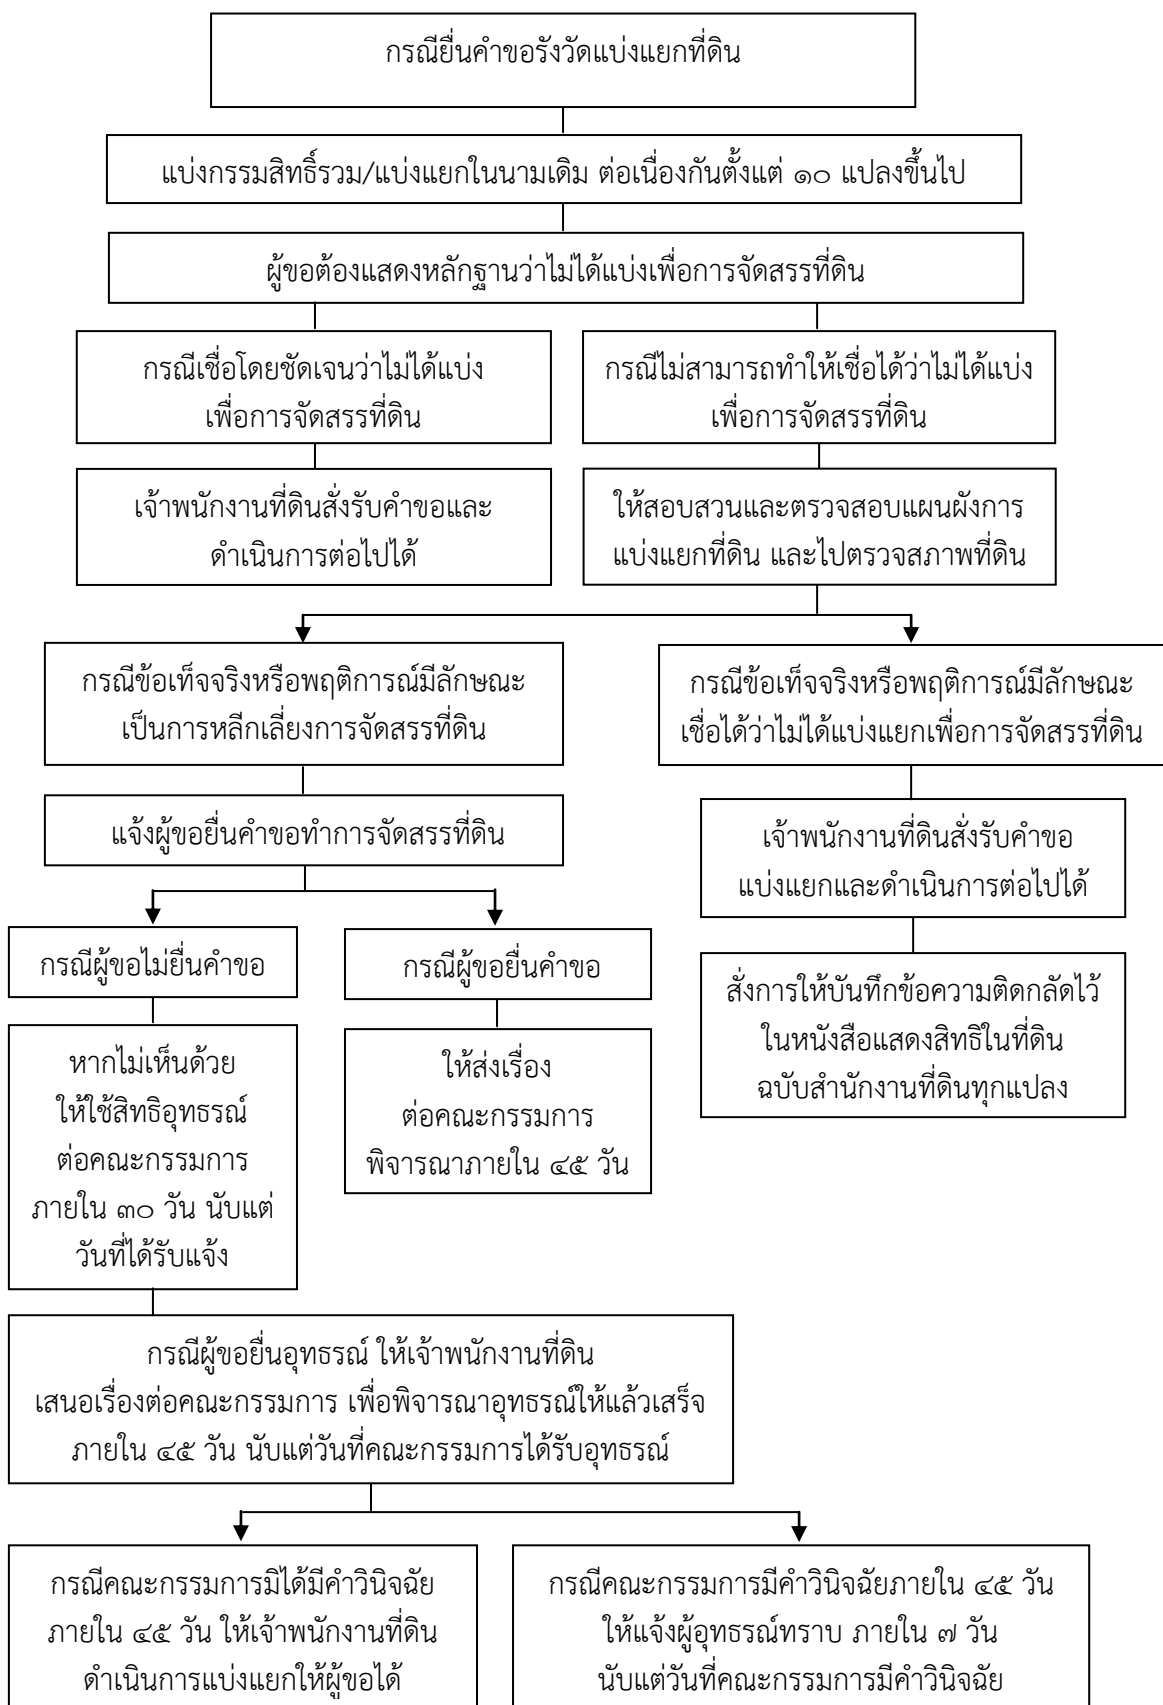 กรณียื่นคำขอรังวัดแบ่งแยกที่ดิน
แบ่งกรรมสิทธิ์รวม/แบ่งแยกในนามเดิม ต่อเนื่องกันตั้งแต่ ๑๐ แปลงขึ้นไป
ผู้ขอต้องแสดงหลักฐานว่าไม่ได้แบ่งเพื่อการจัดสรรที่ดิน
กรณีเชื่อโดยชัดเจนว่าไม่ได้แบ่ง
เพื่อการจัดสรรที่ดิน
กรณีไม่สามารถทำให้เชื่อได้ว่าไม่ได้แบ่ง
เพื่อการจัดสรรที่ดิน
เจ้าพนักงานที่ดินสั่งรับคำขอและ
ดำเนินการต่อไปได้
ให้สอบสวนและตรวจสอบแผนผังการ
แบ่งแยกที่ดิน และไปตรวจสภาพที่ดิน
กรณีข้อเท็จจริงหรือพฤติการณ์มีลักษณะ
เป็นการหลีกเลี่ยงการจัดสรรที่ดิน
กรณีข้อเท็จจริงหรือพฤติการณ์มีลักษณะ
เชื่อได้ว่าไม่ได้แบ่งแยกเพื่อการจัดสรรที่ดิน
แจ้งผู้ขอยื่นคำขอทำการจัดสรรที่ดิน
เจ้าพนักงานที่ดินสั่งรับคำขอ
แบ่งแยกและดำเนินการต่อไปได้
กรณีผู้ขอไม่ยื่นคำขอ
กรณีผู้ขอยื่นคำขอ
สั่งการให้บันทึกข้อความติดกลัดไว้
ในหนังสือแสดงสิทธิในที่ดิน
ฉบับสำนักงานที่ดินทุกแปลง
หากไม่เห็นด้วย
ให้ใช้สิทธิอุทธรณ์
ต่อคณะกรรมการ
ภายใน ๓๐ วัน นับแต่
วันที่ได้รับแจ้ง
ให้ส่งเรื่อง
ต่อคณะกรรมการ
พิจารณาภายใน ๔๕ วัน
กรณีผู้ขอยื่นอุทธรณ์ ให้เจ้าพนักงานที่ดิน
เสนอเรื่องต่อคณะกรรมการ เพื่อพิจารณาอุทธรณ์ให้แล้วเสร็จ
ภายใน ๔๕ วัน นับแต่วันที่คณะกรรมการได้รับอุทธรณ์
กรณีคณะกรรมการมิได้มีคำวินิจฉัย
ภายใน ๔๕ วัน ให้เจ้าพนักงานที่ดิน
ดำเนินการแบ่งแยกให้ผู้ขอได้
กรณีคณะกรรมการมีคำวินิจฉัยภายใน ๔๕ วัน
ให้แจ้งผู้อุทธรณ์ทราบ ภายใน ๗ วัน
นับแต่วันที่คณะกรรมการมีคำวินิจฉัย